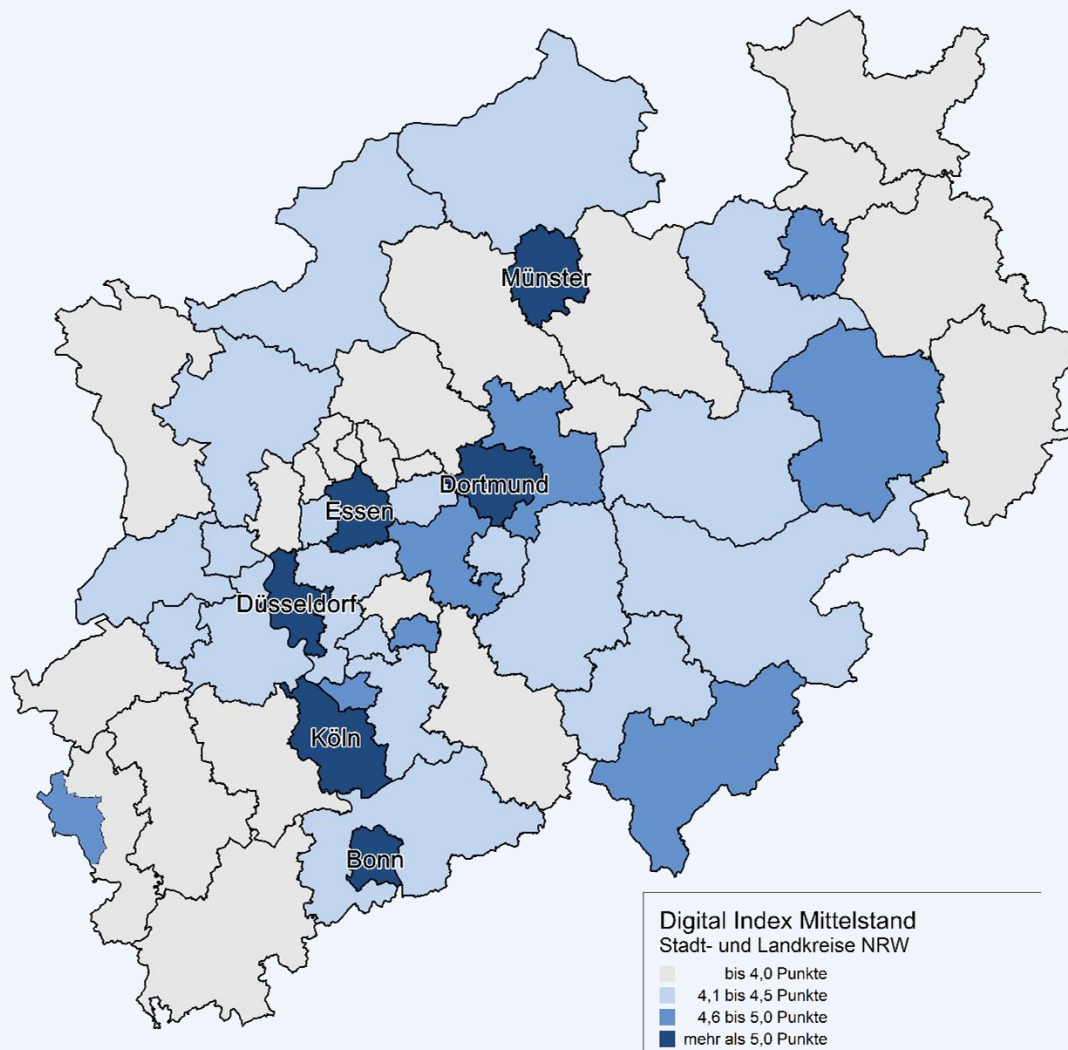 Münster
Dortmund
Essen
Düsseldorf
Köln
Bonn
Digital Index Mittelstand
Stadt- und Landkreise NRW
bis 4,0 Punkte
4,1 bis 4,5 Punkte
4,6 bis 5,0 Punkte
mehr als 5,0 Punkte